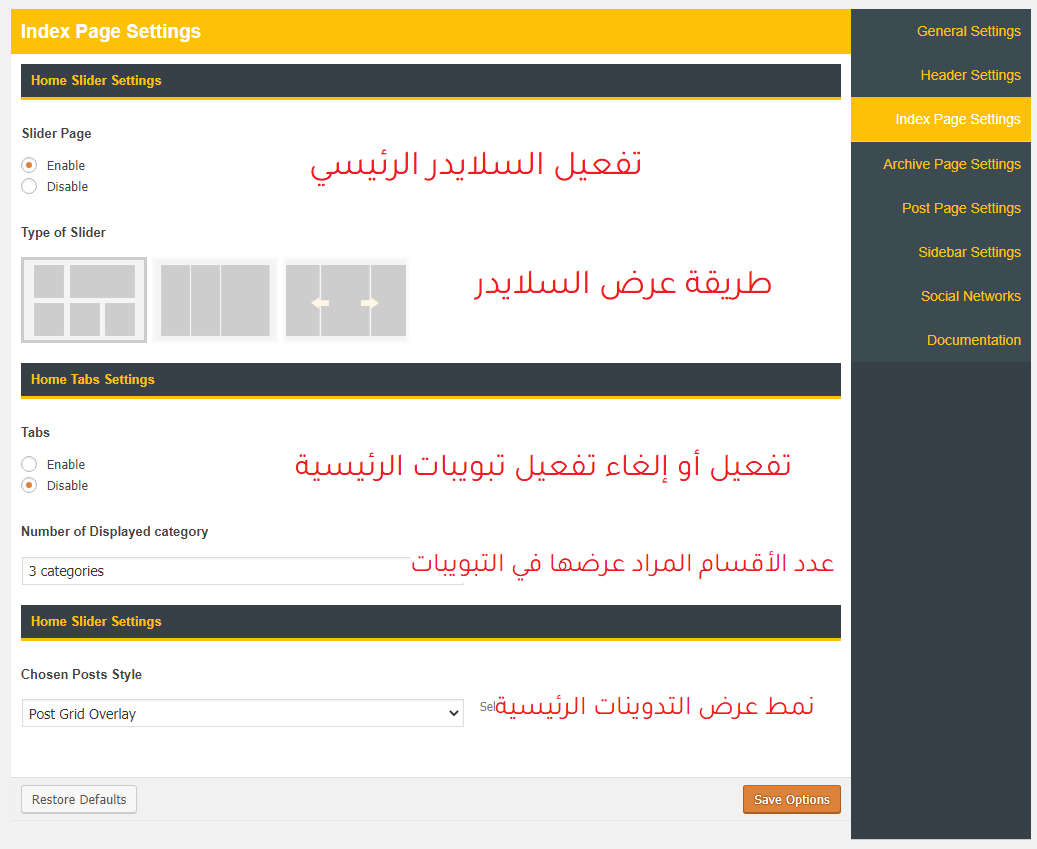 Index Page Settings
Home Slider Settings
Slider Page
Enable
Disable
تفعيل السلايدر الرئيسي
Type of Slider
طريقة عرض السلايدر
Home Tabs Settings
Tabs
Enable
Disable
تفعيل أو إلغاء تفعيل تبويبات الرئيسية
Number of Displayed category
3 categories
عدد الأقسام المراد عرضها في التبويبات
Home Slider Settings
Chosen Posts Style
Post Grid Overlay
Sel
نمط عرض التدوينات الرئيسية
Restore Defaults
Save Options
General Settings
Header Settings
Index Page Settings
Archive Page Settings
Post Page Settings
Sidebar Settings
Social Networks
Documentation